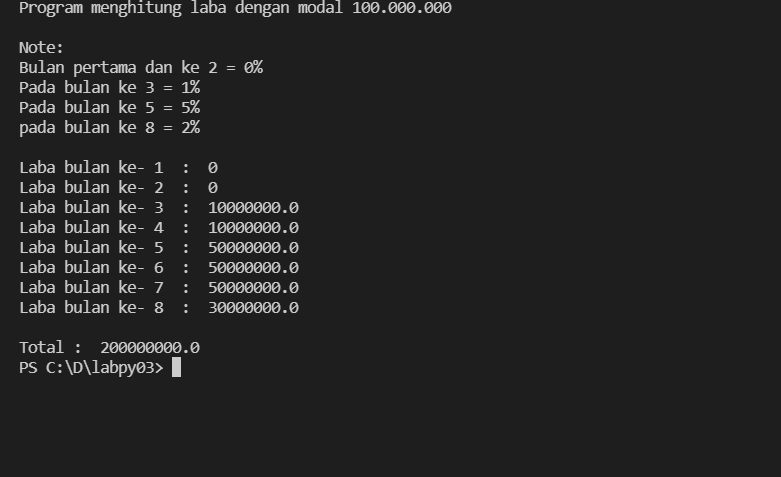 Program menghitung laba dengan modal 100.000.000
Note:
Bulan pertama dan ke 2 = 0%
Pada bulan ke 3 = 1%
Pada bulan ke 5 = 5%
pada bulan ke 8 = 2%
Laba bulan ke- 1  :  0
Laba bulan ke- 2  :  0
Laba bulan ke- 3  :  10000000.0
Laba bulan ke- 4  :  10000000.0
Laba bulan ke- 5  :  50000000.0
Laba bulan ke- 6  :  50000000.0
Laba bulan ke- 7  :  50000000.0
Laba bulan ke- 8  :  30000000.0
Total :  200000000.0
PS C:\D\labpy03>